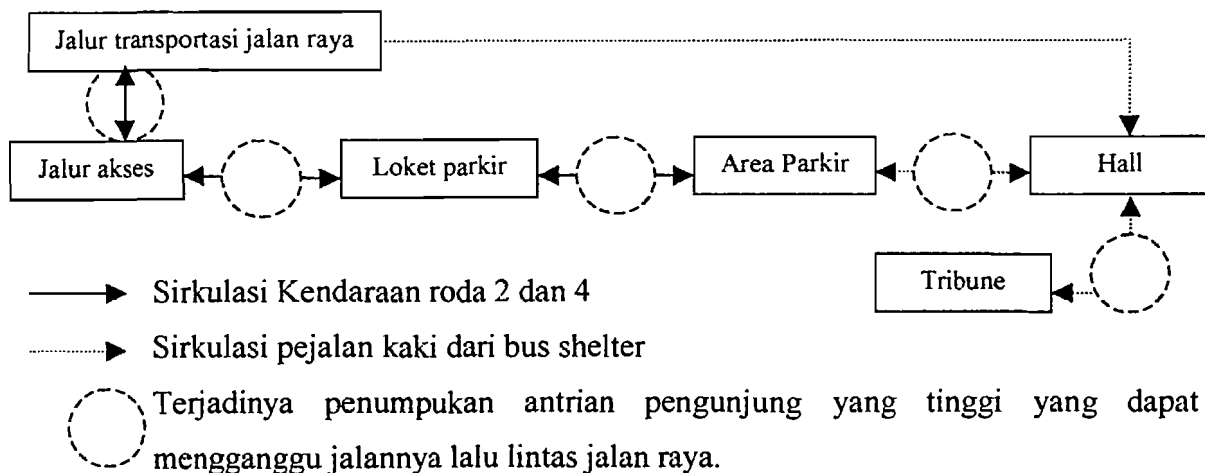 Jalur transportasi jalan raya
Jalur akses
Loket parkir
Area Parkir
Hall
Tribune
Sirkulasi Kendaraan roda 2 dan 4
Sirkulasi pejalan kaki dari bus shelter
Terjadinya penumpukan antrian pengunjung yang tinggi yang dapat
mengganggu jalannya lalu lintas jalan raya.